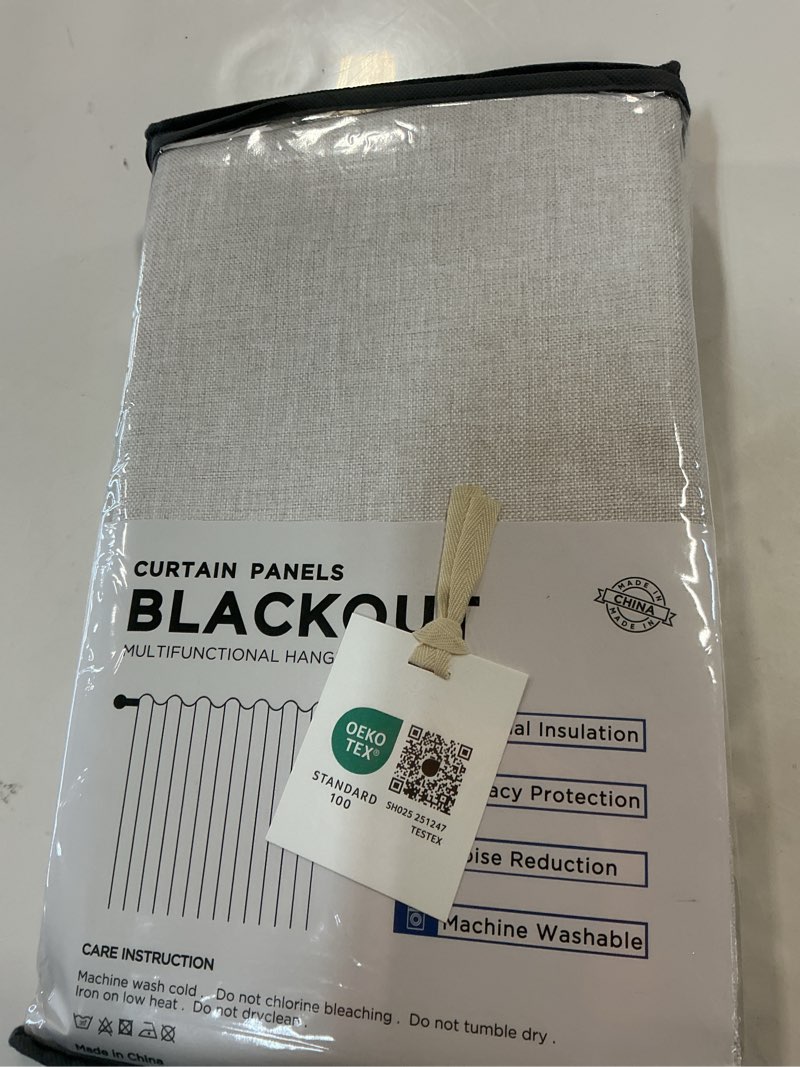 CURTAIN PANELS
BLACKOUT
MULTIFUNCTIONAL HANG
MADE IN
CHINA
MADE IN
al Insulation
acy Protection
oise Reduction
Machine Washable
OEKO
TEX®
STANDARD
100
SH025 251247
TESTEX
CARE INSTRUCTION
Machine wash cold . Do not chlorine bleaching . Do not tumble dry .
Iron on low heat . Do not dryclean .
Made in China